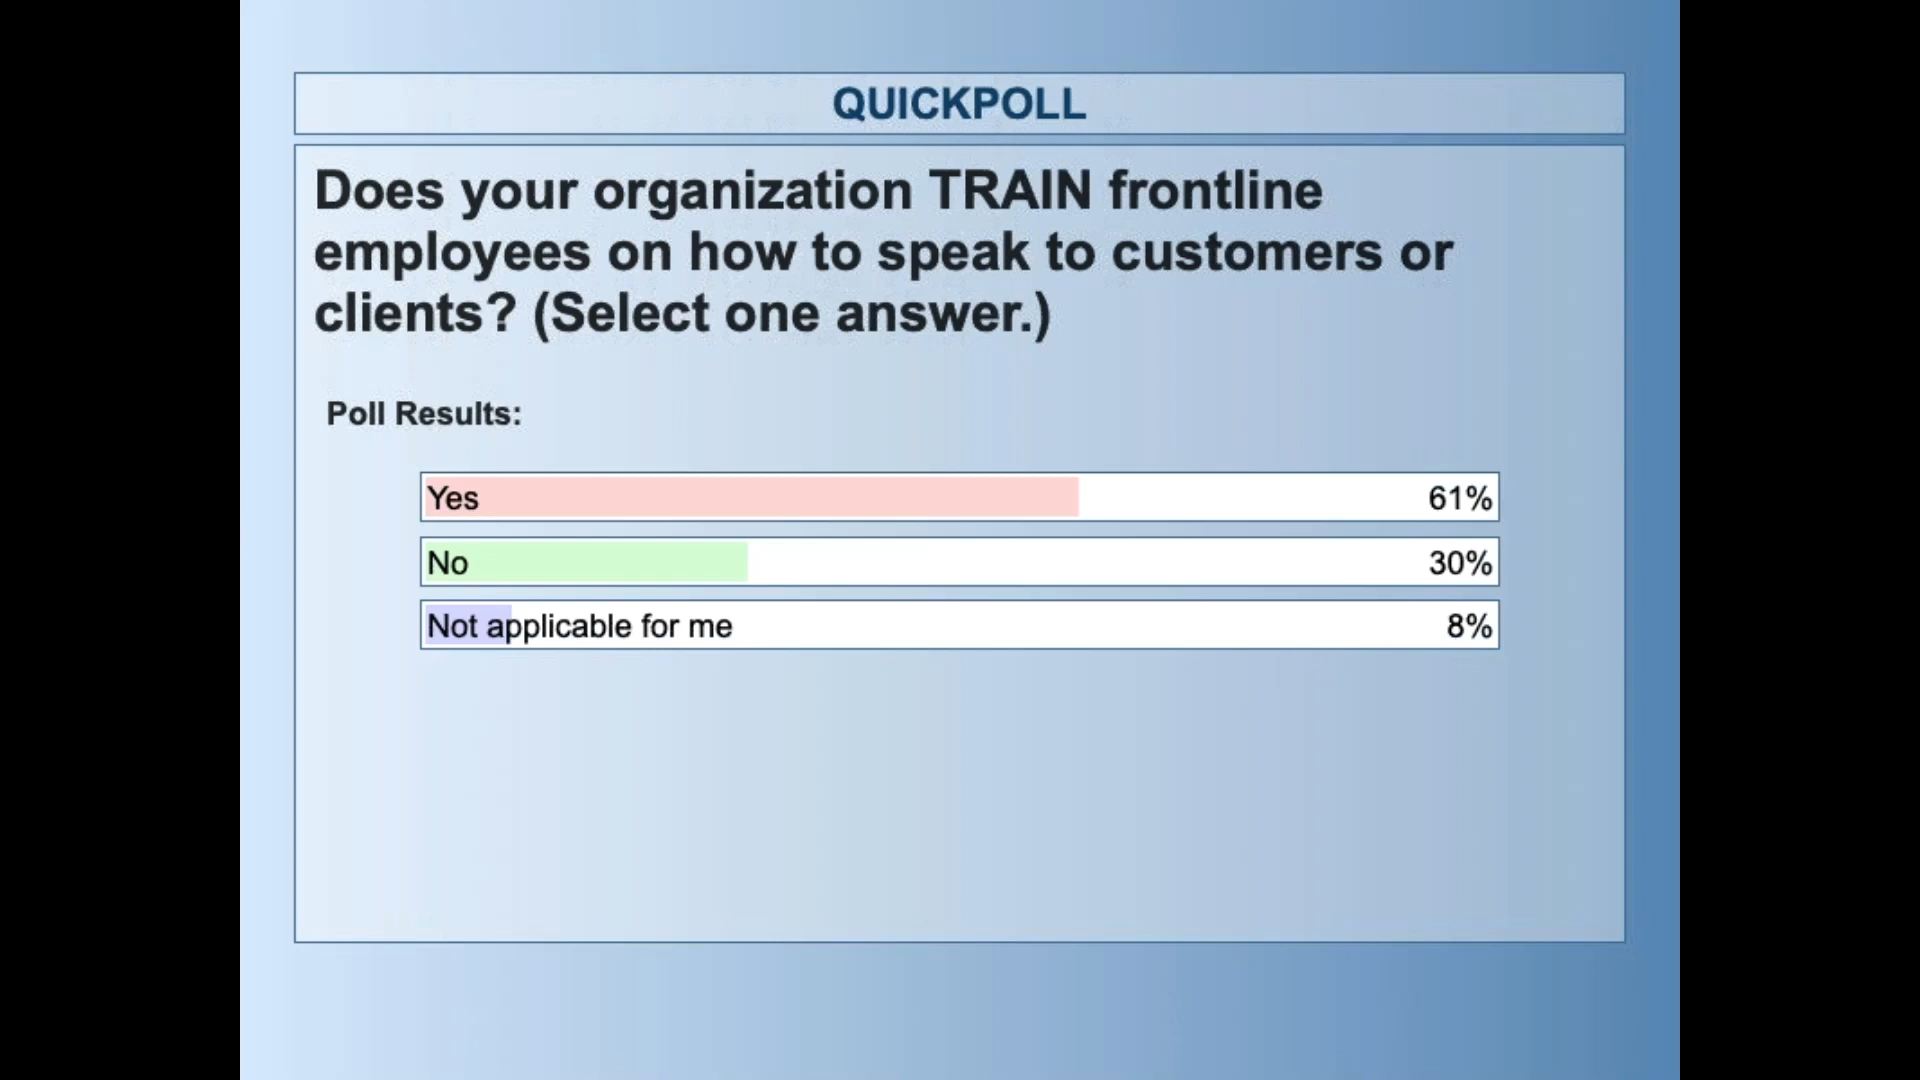 QUICKPOLL
Does your organization TRAIN frontline
employees on how to speak to customers or
clients? (Select one answer.)
Poll Results:
Yes 61%
No 30%
Not applicable for me 8%